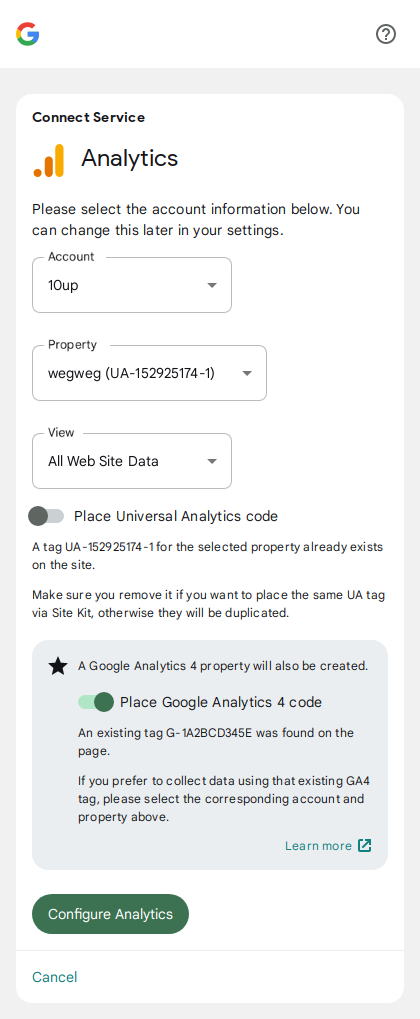 Connect Service
Analytics
Please select the account information below. You
can change this later in your settings.
Account
10up
Property
wegweg (UA-152925174-1)
View
All Web Site Data
Place Universal Analytics code
A tag UA-152925174-1 for the selected property already exists
on the site.
Make sure you remove it if you want to place the same UA tag
via Site Kit, otherwise they will be duplicated.
A Google Analytics 4 property will also be created.
Place Google Analytics 4 code
An existing tag G-1A2BCD345E was found on the
page.
If you prefer to collect data using that existing GA4
tag, please select the corresponding account and
property above.
Learn more
Configure Analytics
Cancel